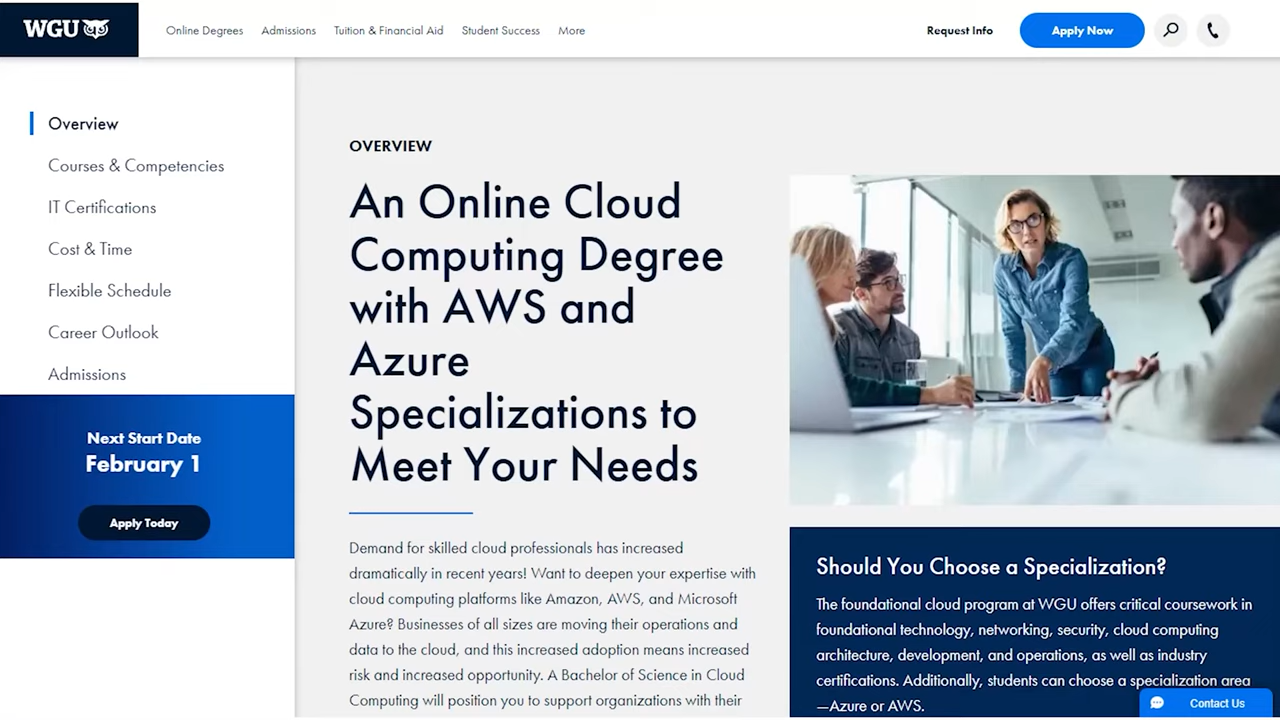 WGU
Online Degrees
Admissions
Tuition & Financial Aid
Student Success
More
Request Info
Apply Now
Overview
Courses & Competencies
IT Certifications
Cost & Time
Flexible Schedule
Career Outlook
Admissions
Next Start Date
February 1
Apply Today
OVERVIEW
An Online Cloud
Computing Degree
with AWS and
Azure
Specializations to
Meet Your Needs
Demand for skilled cloud professionals has increased
dramatically in recent years! Want to deepen your expertise with
cloud computing platforms like Amazon, AWS, and Microsoft
Azure? Businesses of all sizes are moving their operations and
data to the cloud, and this increased adoption means increased
risk and increased opportunity. A Bachelor of Science in Cloud
Computing will position you to support organizations with their
Should You Choose a Specialization?
The foundational cloud program at WGU offers critical coursework in
foundational technology, networking, security, cloud computing
architecture, development, and operations, as well as industry
certifications. Additionally, students can choose a specialization area
—Azure or AWS.
Contact Us